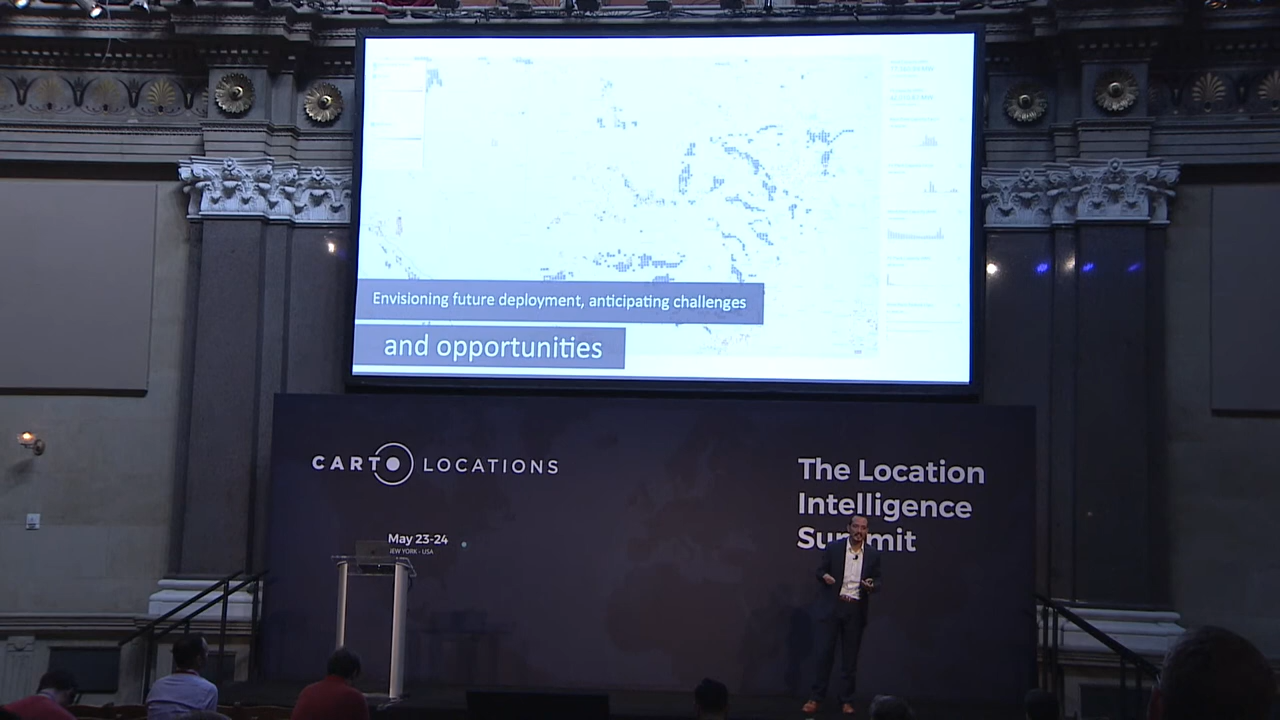 Envisioning future deployment, anticipating challenges
and opportunities
CARTO LOCATIONS
The Location
Intelligence
Summit
May 23-24
NEW YORK - USA